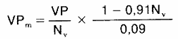 VPₘ = VP / Nᵥ × 1 − 0,91Nᵥ / 0,09